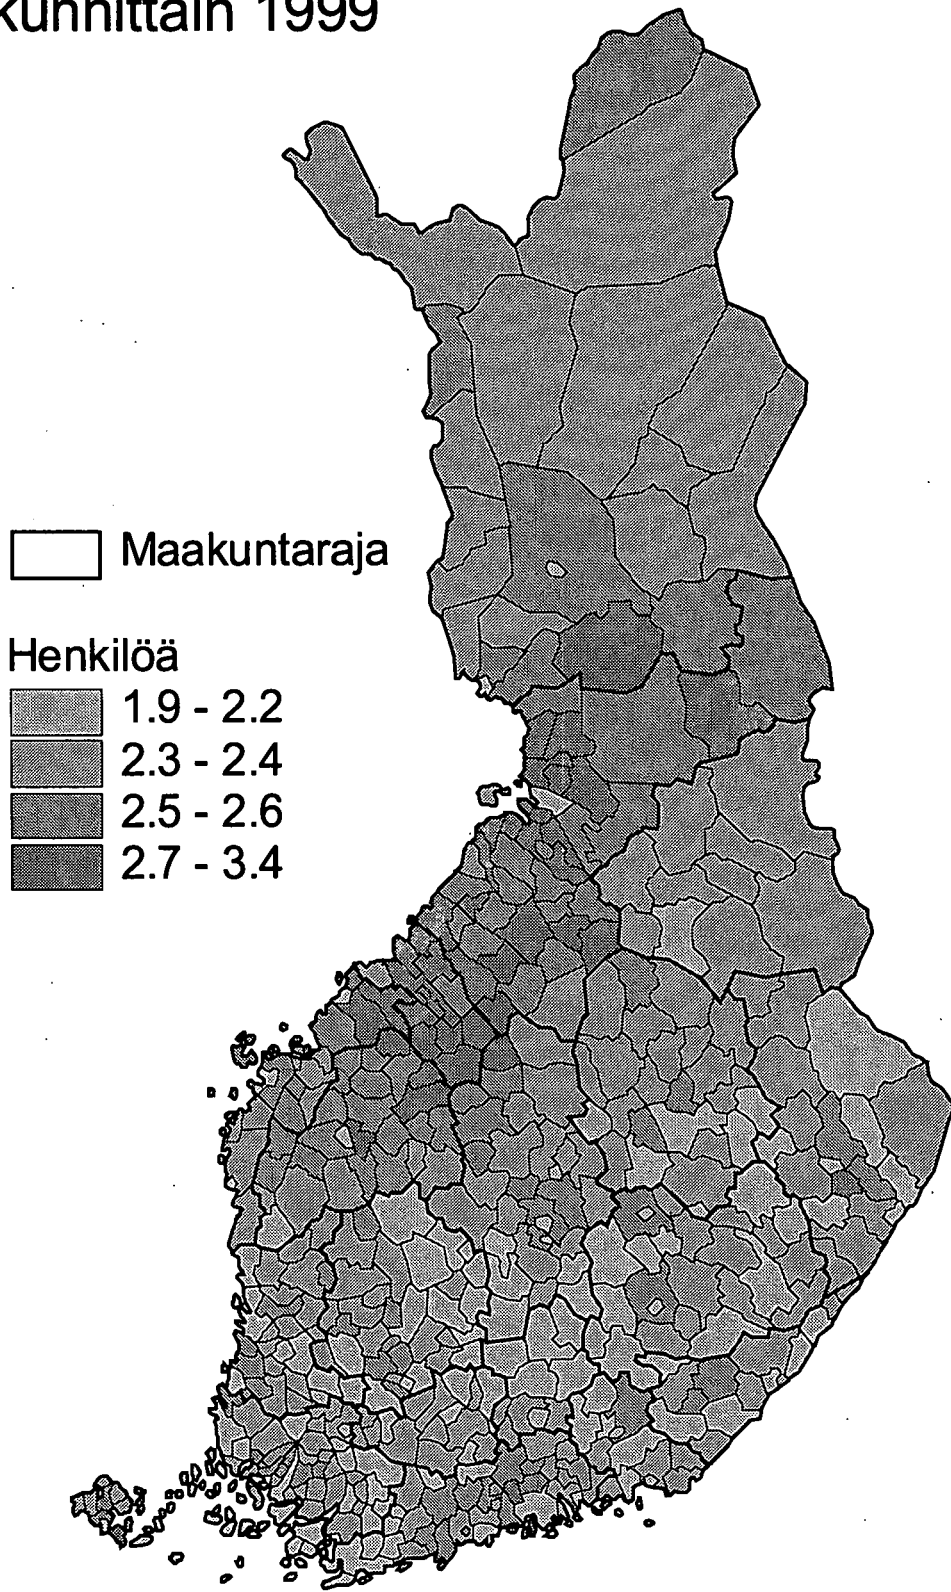 kunnittain 1999
Maakuntaraja
Henkilöä
1.9 - 2.2
2.3 - 2.4
2.5 - 2.6
2.7 - 3.4